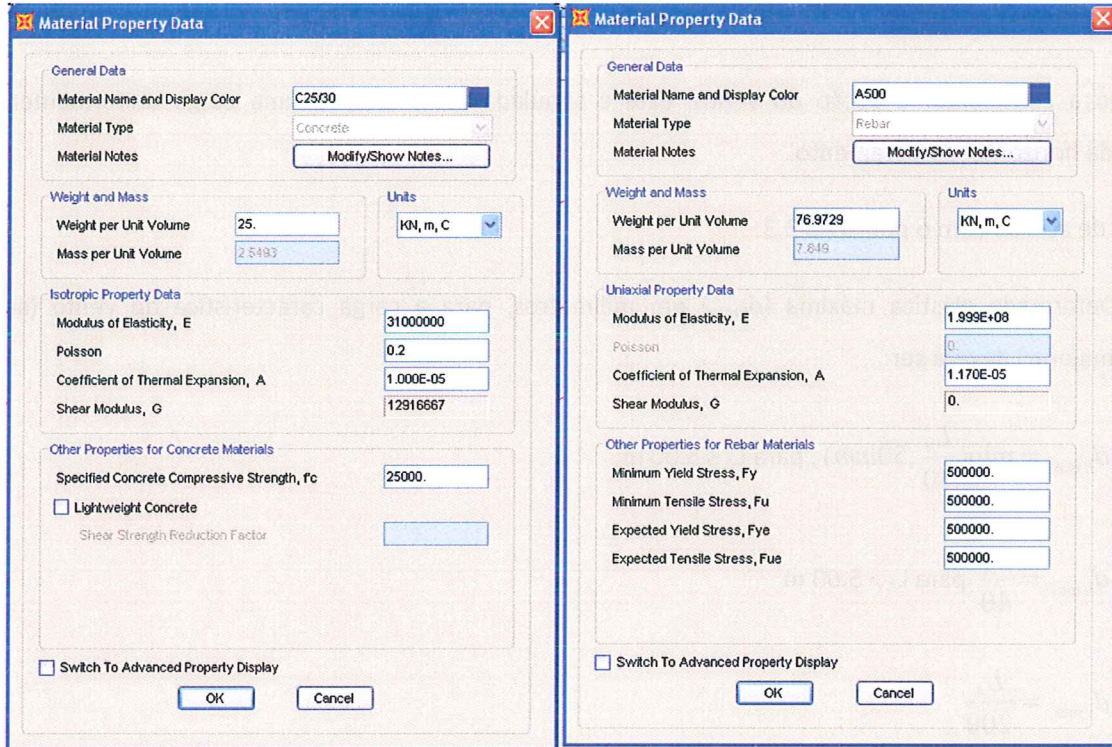 Material Property Data
General Data
Material Name and Display Color
C25/30
Material Type
Concrete
Material Notes
Modify/Show Notes...
Weight and Mass
Units
Weight per Unit Volume
25.
KN, m, C
Mass per Unit Volume
2.5493
Isotropic Property Data
Modulus of Elasticity, E
31000000
Poisson
0.2
Coefficient of Thermal Expansion, A
1.000E-05
Shear Modulus, G
12916667
Other Properties for Concrete Materials
Specified Concrete Compressive Strength, f'c
25000.
Lightweight Concrete
Shear Strength Reduction Factor
Switch To Advanced Property Display
OK
Cancel
Material Property Data
General Data
Material Name and Display Color
A500
Material Type
Rebar
Material Notes
Modify/Show Notes...
Weight and Mass
Units
Weight per Unit Volume
76.9729
KN, m, C
Mass per Unit Volume
7.849
Uniaxial Property Data
Modulus of Elasticity, E
1.999E+08
Poisson
0.
Coefficient of Thermal Expansion, A
1.170E-05
Shear Modulus, G
0.
Other Properties for Rebar Materials
Minimum Yield Stress, Fy
500000.
Minimum Tensile Stress, Fu
500000.
Expected Yield Stress, Fye
500000.
Expected Tensile Stress, Fue
500000.
Switch To Advanced Property Display
OK
Cancel